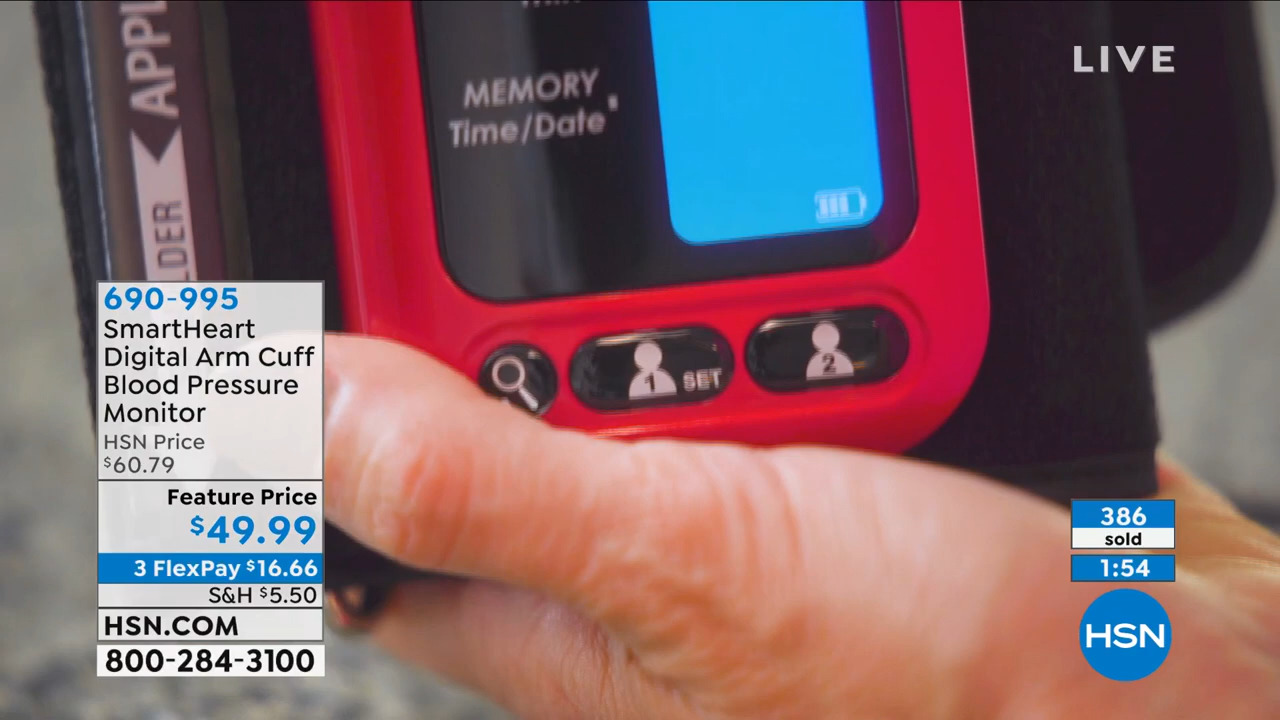 APPL
LDER
MEMORY
Time/Date
1 SET
2
LIVE
690-995
SmartHeart
Digital Arm Cuff
Blood Pressure
Monitor
HSN Price
$60.79
Feature Price
$49.99
3 FlexPay $16.66
S&H $5.50
HSN.COM
800-284-3100
386
sold
1:54
HSN